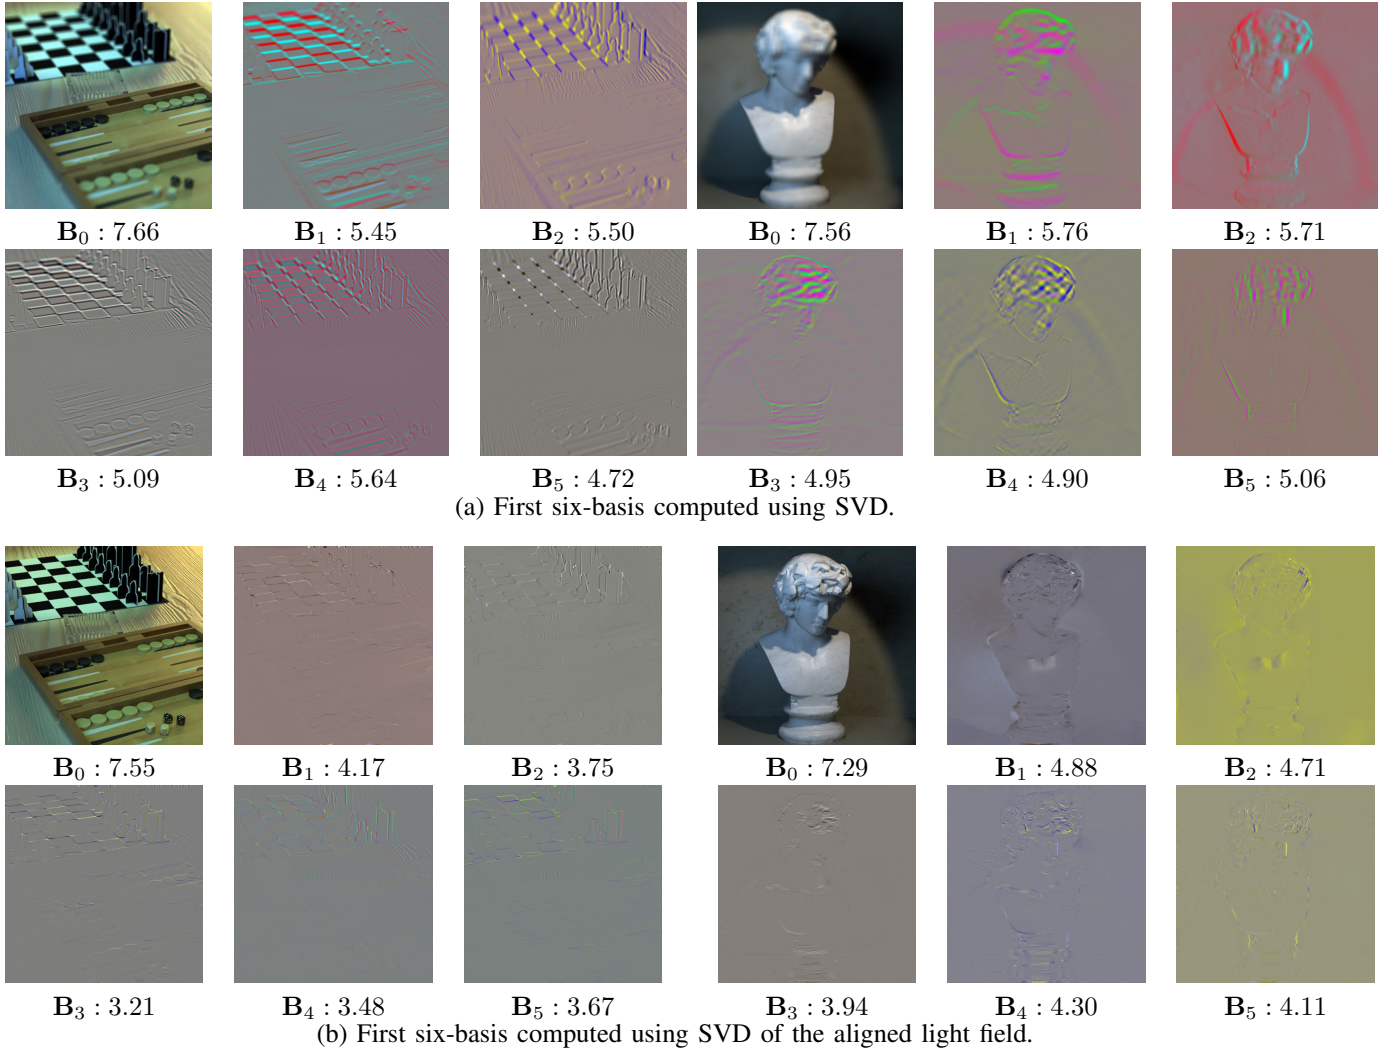 B₀ : 7.66 B₁ : 5.45 B₂ : 5.50 B₀ : 7.56 B₁ : 5.76 B₂ : 5.71
B₃ : 5.09 B₄ : 5.64 B₅ : 4.72 B₃ : 4.95 B₄ : 4.90 B₅ : 5.06
(a) First six-basis computed using SVD.
B₀ : 7.55 B₁ : 4.17 B₂ : 3.75 B₀ : 7.29 B₁ : 4.88 B₂ : 4.71
B₃ : 3.21 B₄ : 3.48 B₅ : 3.67 B₃ : 3.94 B₄ : 4.30 B₅ : 4.11
(b) First six-basis computed using SVD of the aligned light field.